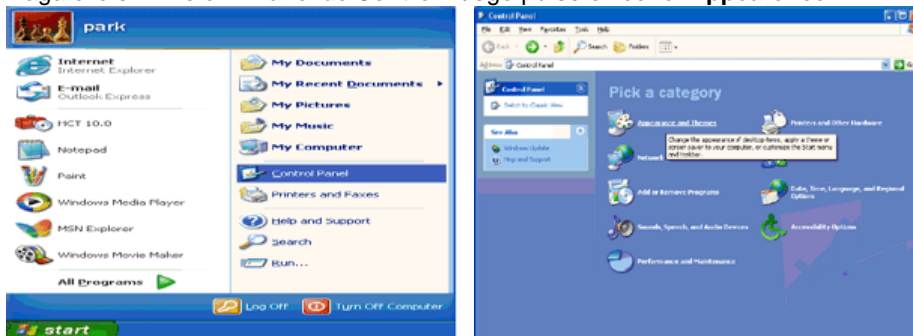 park
Internet
Internet Explorer
E-mail
Outlook Express
HCT 10.0
Notepad
Paint
Windows Media Player
MSN Explorer
Windows Movie Maker
All Programs
My Documents
My Recent Documents
My Pictures
My Music
My Computer
Control Panel
Printers and Faxes
Help and Support
Search
Run...
Log Off
Turn Off Computer
start
Control Panel
File Edit View Favorites Tools Help
Back
Search
Folders
Address
Control Panel
Go
Control Panel
Switch to Classic View
See Also
Windows Update
Help and Support
Pick a category
Appearance and Themes
Printers and Other Hardware
Change the appearance of desktop items, apply a theme or
screen saver to your computer, or customize the Start menu
and taskbar.
Network
Add or Remove Programs
Date, Time, Language, and Regional
Options
Sounds, Speech, and Audio Devices
Accessibility Options
Performance and Maintenance